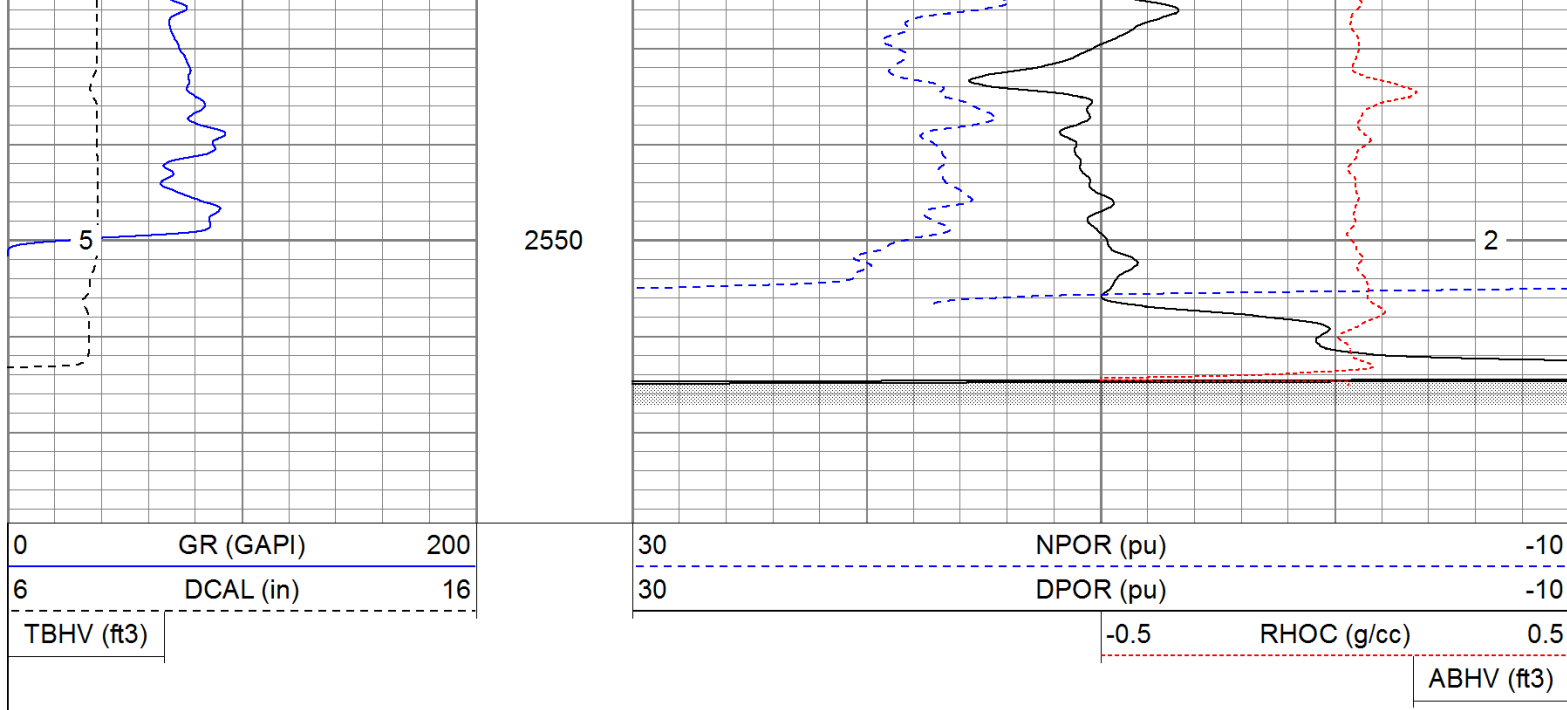 5 2550 2
0 GR (GAPI) 200 30 NPOR (pu) -10
6 DCAL (in) 16 30 DPOR (pu) -10
TBHV (ft3) -0.5 RHOC (g/cc) 0.5
ABHV (ft3)